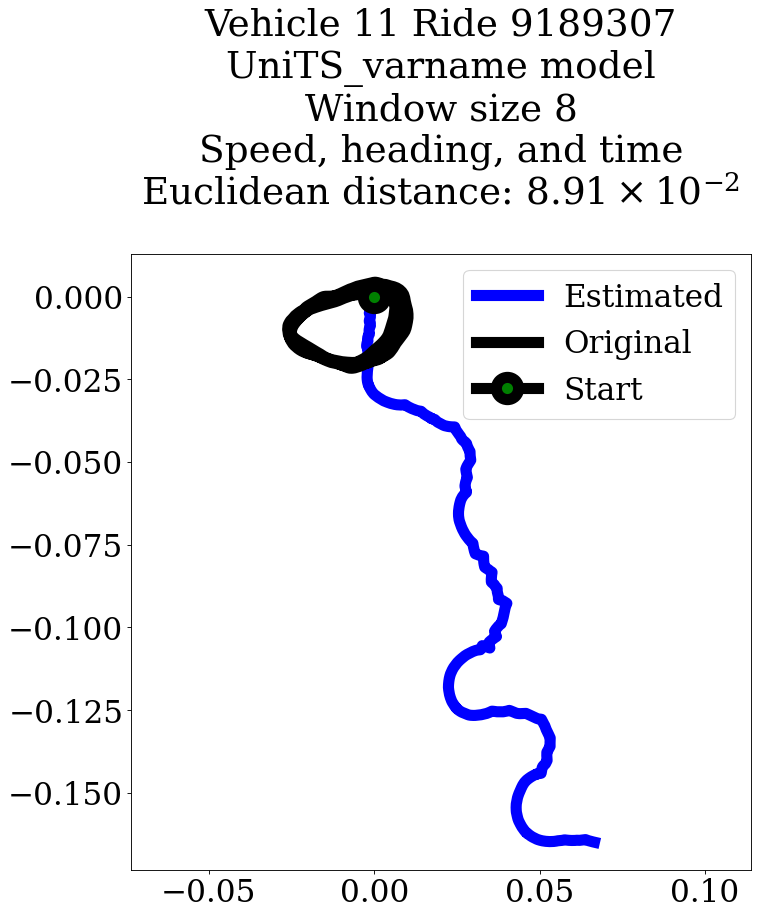 Vehicle 11 Ride 9189307
UniTS_varname model
Window size 8
Speed, heading, and time
Euclidean distance: 8.91 × 10⁻²
Estimated
Original
Start
0.000
−0.025
−0.050
−0.075
−0.100
−0.125
−0.150
−0.05 0.00 0.05 0.10